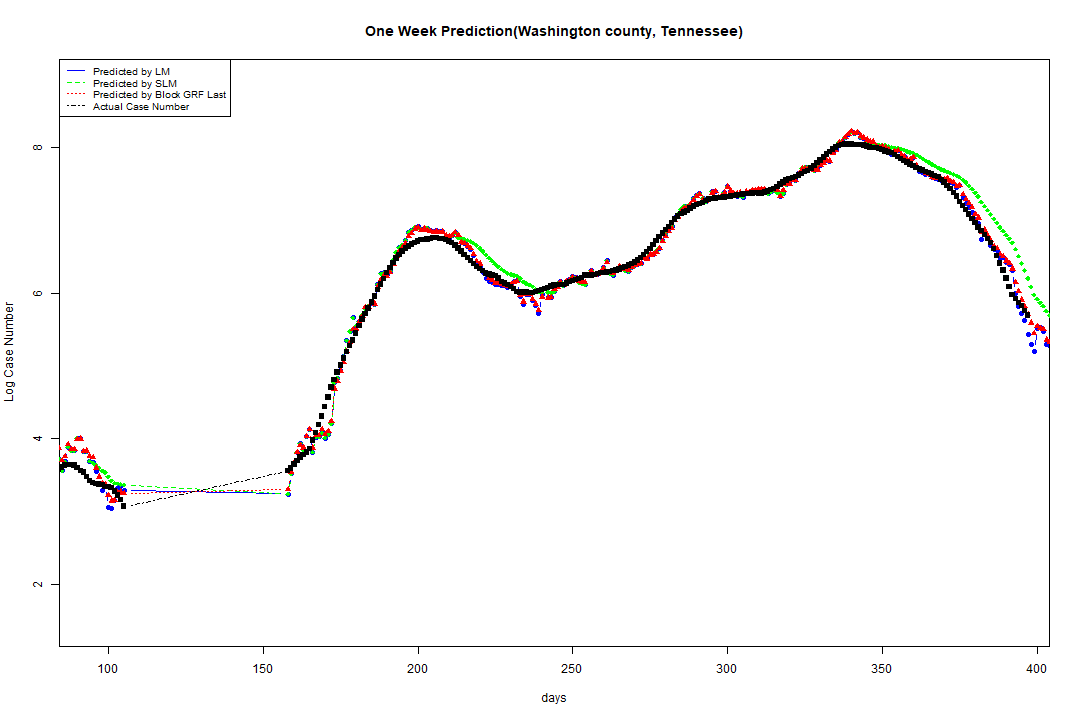 One Week Prediction(Washington county, Tennessee)
Predicted by LM
Predicted by SLM
Predicted by Block GRF Last
Actual Case Number
Log Case Number
8
6
4
2
100 150 200 250 300 350 400
days